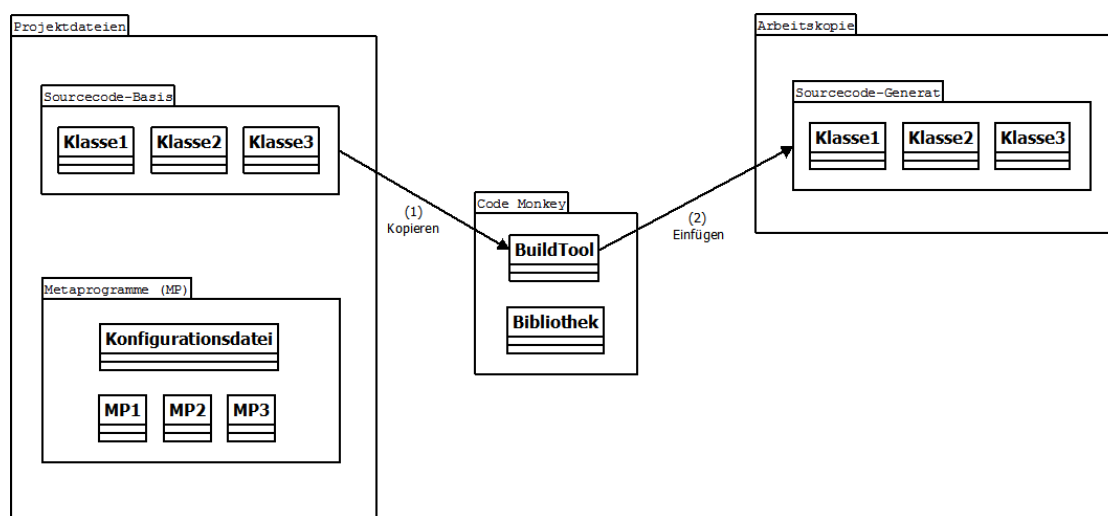 Projektdateien
Sourcecode-Basis
Klasse1 Klasse2 Klasse3
Metaprogramme (MP)
Konfigurationsdatei
MP1 MP2 MP3
(1)
Kopieren
Code Monkey
BuildTool
Bibliothek
(2)
Einfügen
Arbeitskopie
Sourcecode-Generat
Klasse1 Klasse2 Klasse3